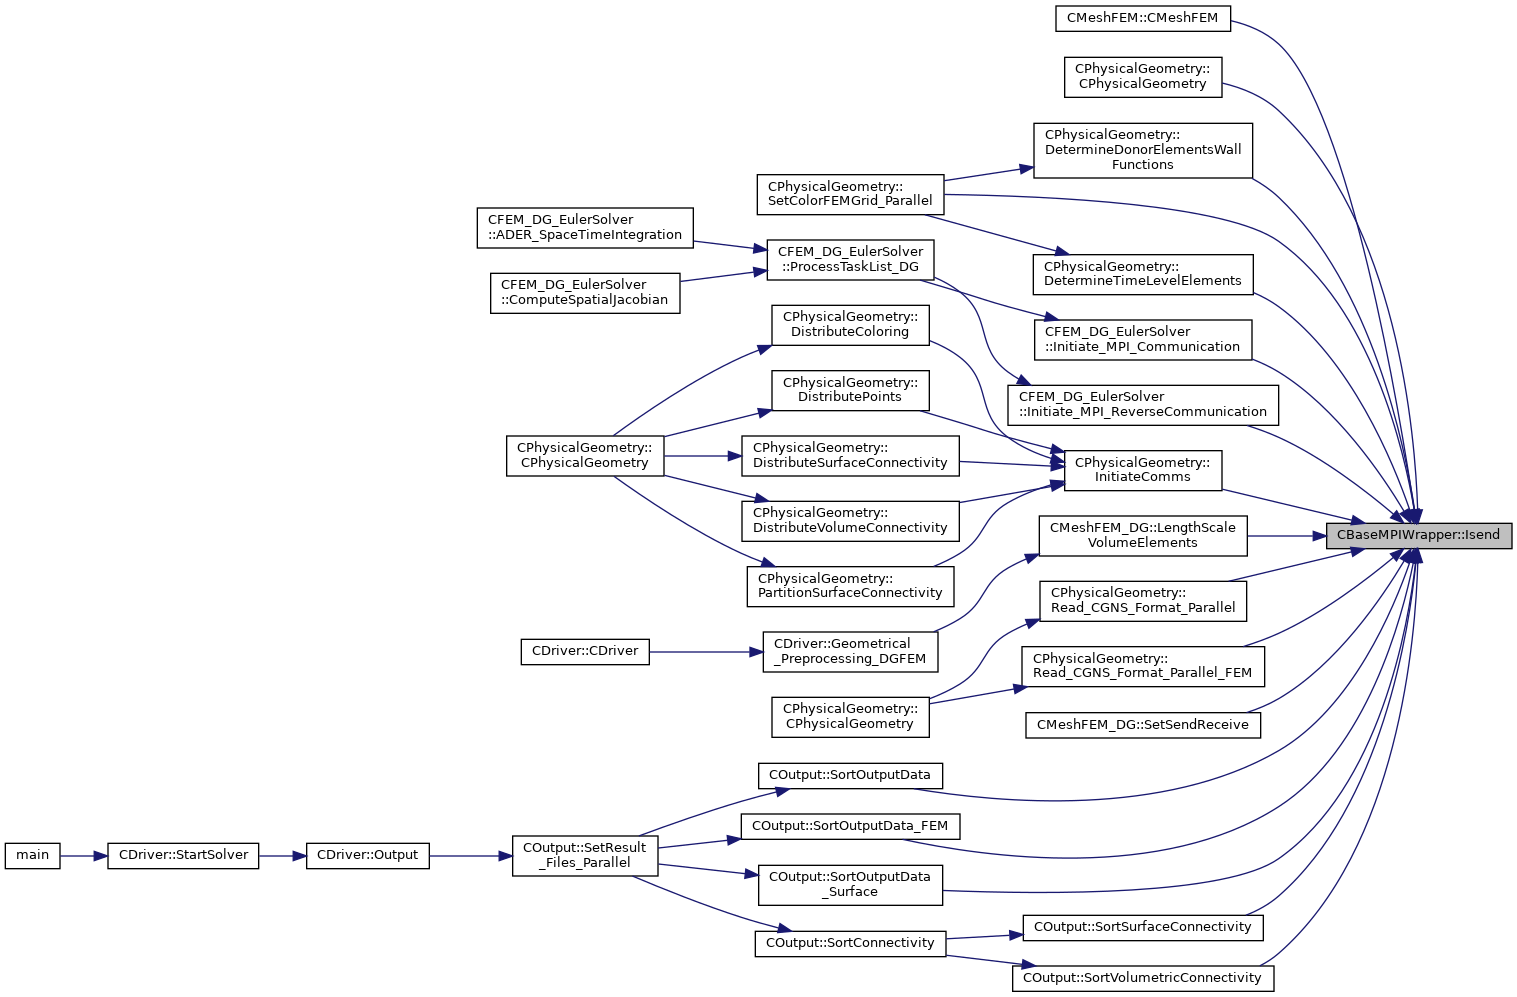 CMeshFEM::CMeshFEM
CPhysicalGeometry::
CPhysicalGeometry
CPhysicalGeometry::
DetermineDonorElementsWall
Functions
CPhysicalGeometry::
SetColorFEMGrid_Parallel
CFEM_DG_EulerSolver
::ADER_SpaceTimeIntegration
CFEM_DG_EulerSolver
::ProcessTaskList_DG
CPhysicalGeometry::
DetermineTimeLevelElements
CFEM_DG_EulerSolver
::ComputeSpatialJacobian
CPhysicalGeometry::
DistributeColoring
CFEM_DG_EulerSolver
::Initiate_MPI_Communication
CPhysicalGeometry::
DistributePoints
CFEM_DG_EulerSolver
::Initiate_MPI_ReverseCommunication
CPhysicalGeometry::
CPhysicalGeometry
CPhysicalGeometry::
DistributeSurfaceConnectivity
CPhysicalGeometry::
InitiateComms
CPhysicalGeometry::
DistributeVolumeConnectivity
CMeshFEM_DG::LengthScale
VolumeElements
CBaseMPIWrapper::Isend
CPhysicalGeometry::
PartitionSurfaceConnectivity
CPhysicalGeometry::
Read_CGNS_Format_Parallel
CDriver::CDriver
CDriver::Geometrical
_Preprocessing_DGFEM
CPhysicalGeometry::
Read_CGNS_Format_Parallel_FEM
CPhysicalGeometry::
CPhysicalGeometry
CMeshFEM_DG::SetSendReceive
COutput::SortOutputData
COutput::SortOutputData_FEM
main
CDriver::StartSolver
CDriver::Output
COutput::SetResult
_Files_Parallel
COutput::SortOutputData
_Surface
COutput::SortConnectivity
COutput::SortSurfaceConnectivity
COutput::SortVolumetricConnectivity